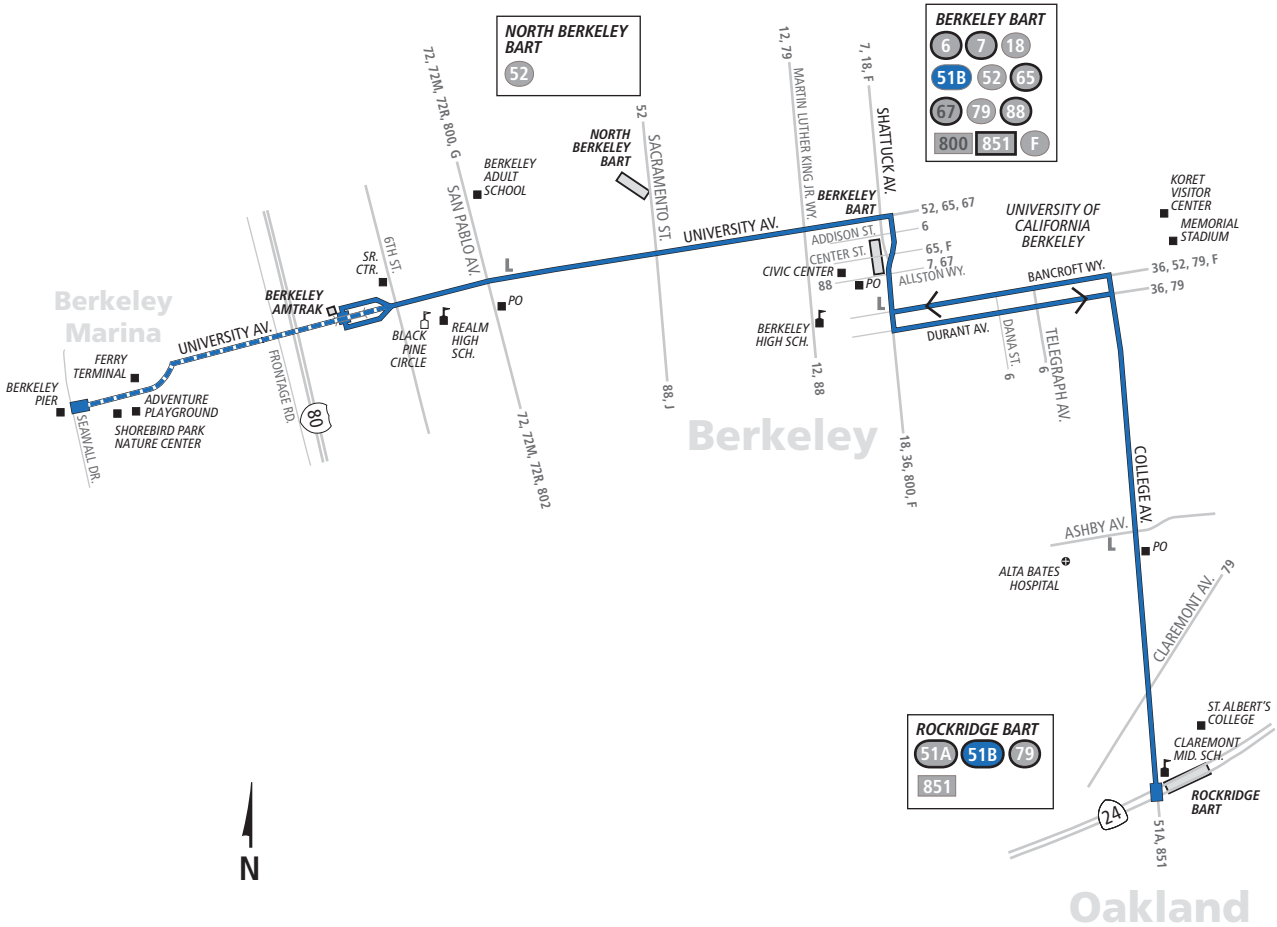 NORTH BERKELEY
BART
52
BERKELEY BART
6 7 18
51B 52 65
67 79 88
800 851 F
72, 72M, 72R, 800, G
SAN PABLO AV.
72, 72M, 72R, 802
12, 79
MARTIN LUTHER KING JR. WY.
12, 88
7, 18, F
SHATTUCK AV.
18, 36, 800, F
52
SACRAMENTO ST.
88, J
NORTH
BERKELEY
BART
BERKELEY
ADULT
SCHOOL
KORET
VISITOR
CENTER
MEMORIAL
STADIUM
UNIVERSITY OF
CALIFORNIA
BERKELEY
BERKELEY
BART
52, 65, 67
6
65, F
7, 67
88
UNIVERSITY AV.
ADDISON ST.
CENTER ST.
ALLSTON WY.
CIVIC CENTER
PO
L
BERKELEY
HIGH SCH.
BANCROFT WY.
36, 52, 79, F
36, 79
DURANT AV.
DANA ST.
6
TELEGRAPH AV.
6
6TH ST.
SR.
CTR.
L
PO
BERKELEY
AMTRAK
BLACK
PINE
CIRCLE
REALM
HIGH
SCH.
Berkeley
Marina
UNIVERSITY AV.
FERRY
TERMINAL
BERKELEY
PIER
ADVENTURE
PLAYGROUND
SHOREBIRD PARK
NATURE CENTER
SEAWALL DR.
FRONTAGE RD.
80
Berkeley
COLLEGE AV.
ASHBY AV.
L
PO
ALTA BATES
HOSPITAL
CLAREMONT AV.
79
ROCKRIDGE BART
51A 51B 79
851
ST. ALBERT'S
COLLEGE
CLAREMONT
MID. SCH.
ROCKRIDGE
BART
24
51A, 851
N
Oakland